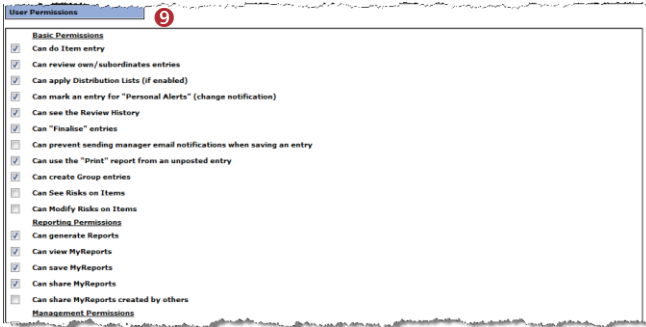 User Permissions
9
Basic Permissions
Can do Item entry
Can review own/subordinates entries
Can apply Distribution Lists (if enabled)
Can mark an entry for "Personal Alerts" (change notification)
Can see the Review History
Can "Finalise" entries
Can prevent sending manager email notifications when saving an entry
Can use the "Print" report from an unposted entry
Can create Group entries
Can See Risks on Items
Can Modify Risks on Items
Reporting Permissions
Can generate Reports
Can view MyReports
Can save MyReports
Can share MyReports
Can share MyReports created by others
Management Permissions